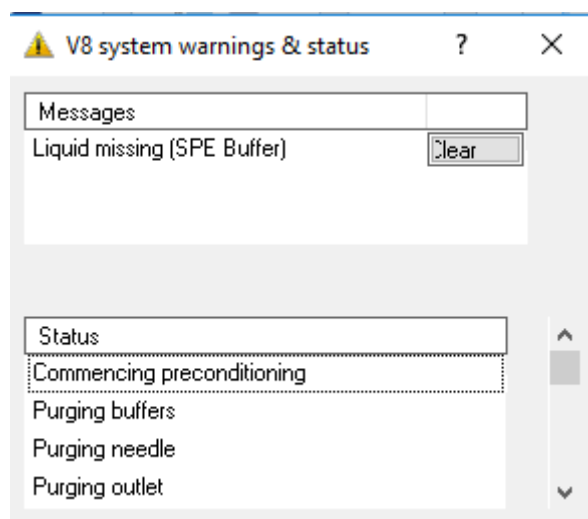 V8 system warnings & status ?
Messages
Liquid missing (SPE Buffer) Clear
Status
Commencing preconditioning
Purging buffers
Purging needle
Purging outlet